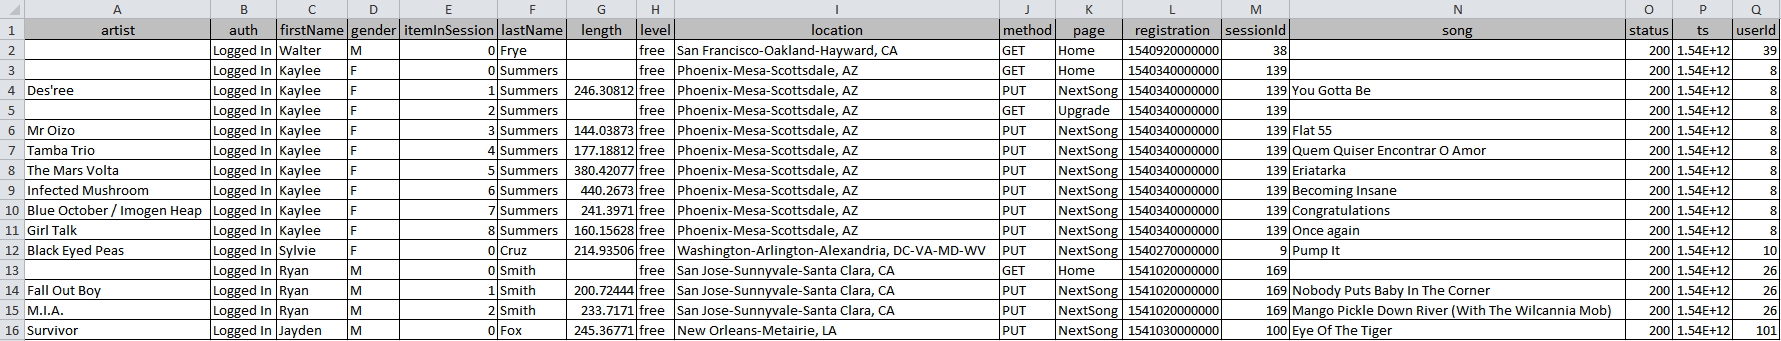 A B C D E F G H I J K L M N O P Q
1 artist auth firstName gender itemInSession lastName length level location method page registration sessionId song status ts userId
2 Logged In Walter M 0 Frye free San Francisco-Oakland-Hayward, CA GET Home 1540920000000 38 200 1.54E+12 39
3 Logged In Kaylee F 0 Summers free Phoenix-Mesa-Scottsdale, AZ GET Home 1540340000000 139 200 1.54E+12 8
4 Des'ree Logged In Kaylee F 1 Summers 246.30812 free Phoenix-Mesa-Scottsdale, AZ PUT NextSong 1540340000000 139 You Gotta Be 200 1.54E+12 8
5 Logged In Kaylee F 2 Summers free Phoenix-Mesa-Scottsdale, AZ GET Upgrade 1540340000000 139 200 1.54E+12 8
6 Mr Oizo Logged In Kaylee F 3 Summers 144.03873 free Phoenix-Mesa-Scottsdale, AZ PUT NextSong 1540340000000 139 Flat 55 200 1.54E+12 8
7 Tamba Trio Logged In Kaylee F 4 Summers 177.18812 free Phoenix-Mesa-Scottsdale, AZ PUT NextSong 1540340000000 139 Quem Quiser Encontrar O Amor 200 1.54E+12 8
8 The Mars Volta Logged In Kaylee F 5 Summers 380.42077 free Phoenix-Mesa-Scottsdale, AZ PUT NextSong 1540340000000 139 Eriatarka 200 1.54E+12 8
9 Infected Mushroom Logged In Kaylee F 6 Summers 440.2673 free Phoenix-Mesa-Scottsdale, AZ PUT NextSong 1540340000000 139 Becoming Insane 200 1.54E+12 8
10 Blue October / Imogen Heap Logged In Kaylee F 7 Summers 241.3971 free Phoenix-Mesa-Scottsdale, AZ PUT NextSong 1540340000000 139 Congratulations 200 1.54E+12 8
11 Girl Talk Logged In Kaylee F 8 Summers 160.15628 free Phoenix-Mesa-Scottsdale, AZ PUT NextSong 1540340000000 139 Once again 200 1.54E+12 8
12 Black Eyed Peas Logged In Sylvie F 0 Cruz 214.93506 free Washington-Arlington-Alexandria, DC-VA-MD-WV PUT NextSong 1540270000000 9 Pump It 200 1.54E+12 10
13 Logged In Ryan M 0 Smith free San Jose-Sunnyvale-Santa Clara, CA GET Home 1541020000000 169 200 1.54E+12 26
14 Fall Out Boy Logged In Ryan M 1 Smith 200.72444 free San Jose-Sunnyvale-Santa Clara, CA PUT NextSong 1541020000000 169 Nobody Puts Baby In The Corner 200 1.54E+12 26
15 M.I.A. Logged In Ryan M 2 Smith 233.7171 free San Jose-Sunnyvale-Santa Clara, CA PUT NextSong 1541020000000 169 Mango Pickle Down River (With The Wilcannia Mob) 200 1.54E+12 26
16 Survivor Logged In Jayden M 0 Fox 245.36771 free New Orleans-Metairie, LA PUT NextSong 1541030000000 100 Eye Of The Tiger 200 1.54E+12 101